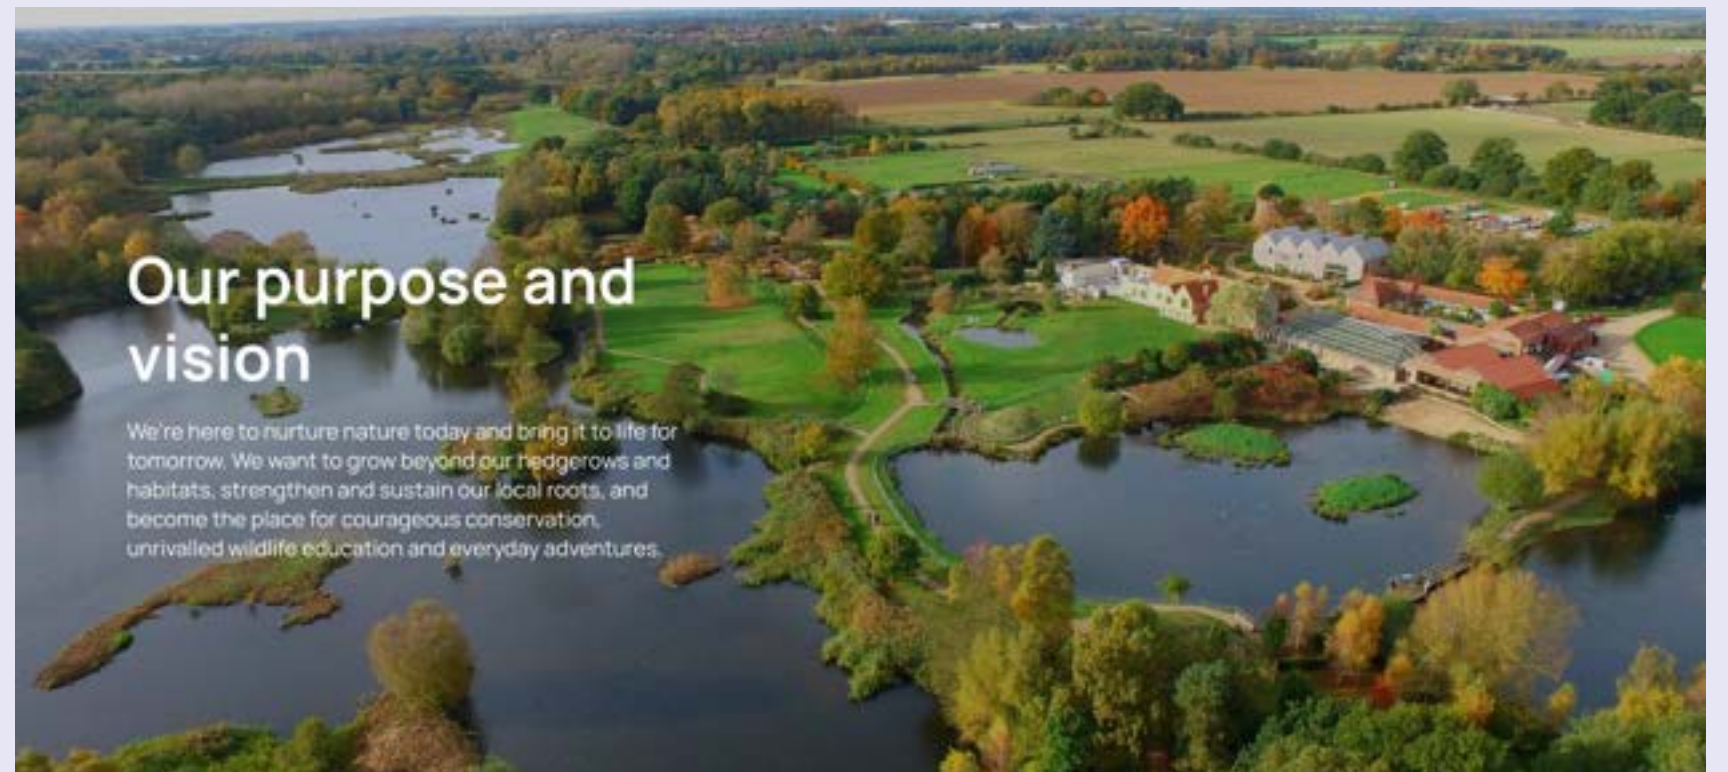 Our purpose and
vision
We're here to nurture nature today and bring it to life for
tomorrow. We want to grow beyond our hedgerows and
habitats, strengthen and sustain our local roots, and
become the place for courageous conservation,
unrivalled wildlife education and everyday adventures.